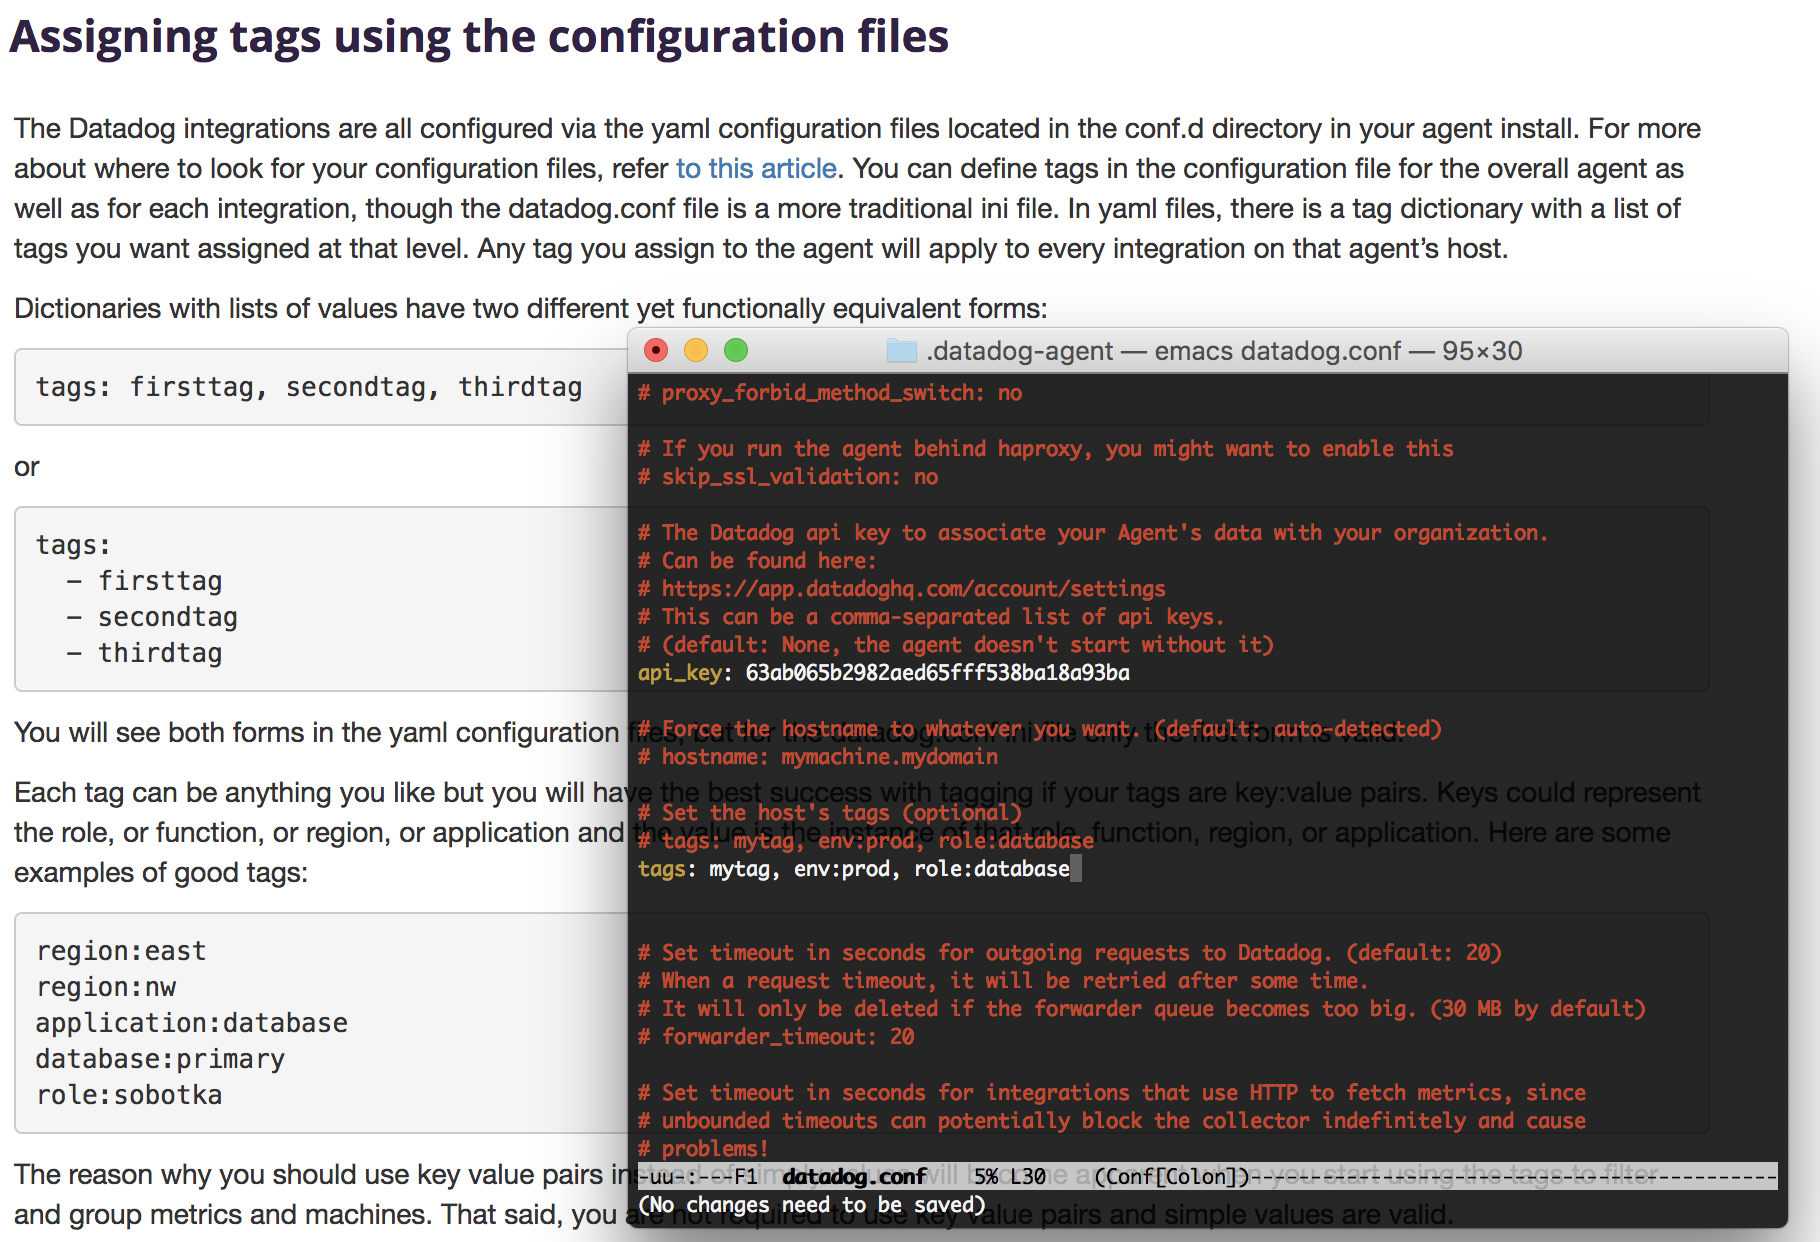 Assigning tags using the configuration files
The Datadog integrations are all configured via the yaml configuration files located in the conf.d directory in your agent install. For more
about where to look for your configuration files, refer to this article. You can define tags in the configuration file for the overall agent as
well as for each integration, though the datadog.conf file is a more traditional ini file. In yaml files, there is a tag dictionary with a list of
tags you want assigned at that level. Any tag you assign to the agent will apply to every integration on that agent's host.
Dictionaries with lists of values have two different yet functionally equivalent forms:
tags: firsttag, secondtag, thirdtag
or
tags:
– firsttag
– secondtag
– thirdtag
You will see both forms in the yaml configuration files, but for the datadog.conf ini file only the first form is valid.
Each tag can be anything you like but you will have the best success with tagging if your tags are key:value pairs. Keys could represent
the role, or function, or region, or application and the value is the instance of that role, function, region, or application. Here are some
examples of good tags:
region:east
region:nw
application:database
database:primary
role:sobotka
The reason why you should use key value pairs instead of simply values will become apparent when you start using the tags to filter
and group metrics and machines. That said, you are not required to use key value pairs and simple values are valid.
.datadog-agent — emacs datadog.conf — 95×30
# proxy_forbid_method_switch: no
# If you run the agent behind haproxy, you might want to enable this
# skip_ssl_validation: no
# The Datadog api key to associate your Agent's data with your organization.
# Can be found here:
# https://app.datadoghq.com/account/settings
# This can be a comma-separated list of api keys.
# (default: None, the agent doesn't start without it)
api_key: 63ab065b2982aed65fff538ba18a93ba
# Force the hostname to whatever you want. (default: auto-detected)
# hostname: mymachine.mydomain
# Set the host's tags (optional)
# tags: mytag, env:prod, role:database
tags: mytag, env:prod, role:database
# Set timeout in seconds for outgoing requests to Datadog. (default: 20)
# When a request timeout, it will be retried after some time.
# It will only be deleted if the forwarder queue becomes too big. (30 MB by default)
# forwarder_timeout: 20
# Set timeout in seconds for integrations that use HTTP to fetch metrics, since
# unbounded timeouts can potentially block the collector indefinitely and cause
# problems!
-uu-:---F1 datadog.conf 5% L30 (Conf[Colon])--------------------------------------------
(No changes need to be saved)